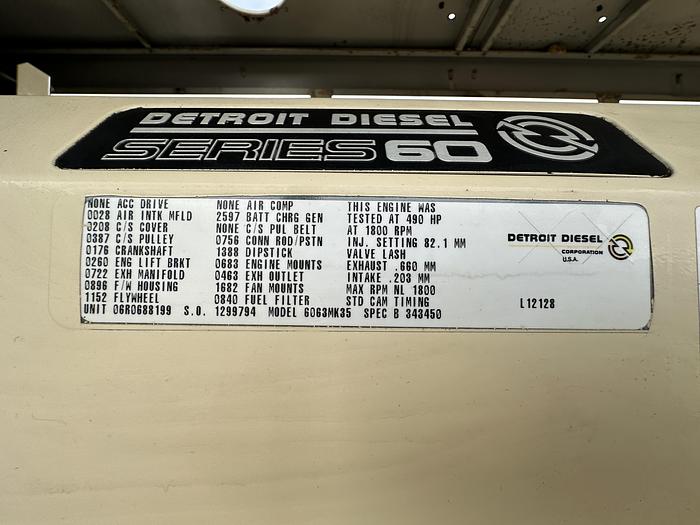 DETROIT DIESEL
SERIES 60
NONE ACC DRIVE
0028 AIR INTK MFLD
0208 C/S COVER
0387 C/S PULLEY
0176 CRANKSHAFT
0260 ENG LIFT BRKT
0722 EXH MANIFOLD
0896 F/W HOUSING
1152 FLYWHEEL
NONE AIR COMP
2597 BATT CHRG GEN
NONE C/S PUL BELT
0756 CONN ROD/PSTN
1388 DIPSTICK
0683 ENGINE MOUNTS
0463 EXH OUTLET
1682 FAN MOUNTS
0840 FUEL FILTER
THIS ENGINE WAS
TESTED AT 490 HP
AT 1800 RPM
INJ. SETTING 82.1 MM
VALVE LASH
EXHAUST .660 MM
INTAKE .203 MM
MAX RPM NL 1800
STD CAM TIMING
UNIT 06R0688199 S.O. 1299794 MODEL 6063MK35 SPEC B 343450
DETROIT DIESEL
CORPORATION
U.S.A.
L12128